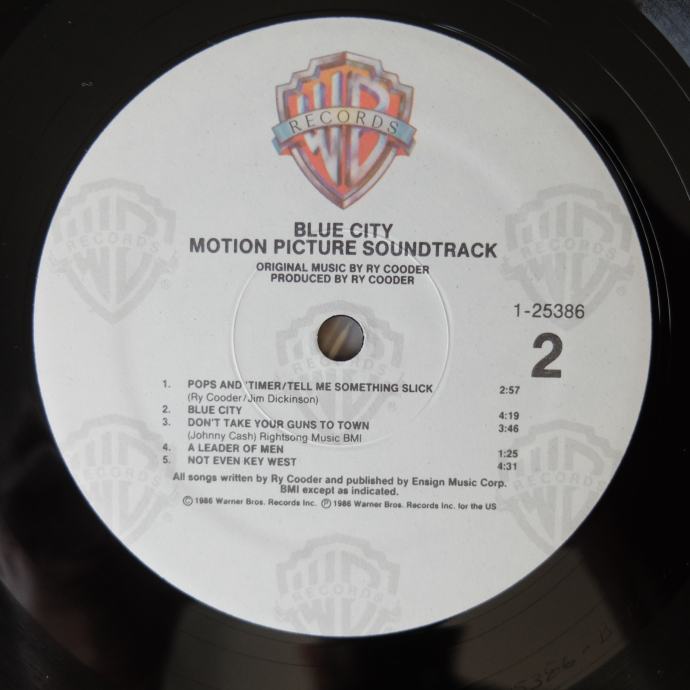 WB
RECORDS
BLUE CITY
MOTION PICTURE SOUNDTRACK
ORIGINAL MUSIC BY RY COODER
PRODUCED BY RY COODER
1-25386
2
1. POPS AND 'TIMER/TELL ME SOMETHING SLICK 2:57
(Ry Cooder/Jim Dickinson)
2. BLUE CITY 4:19
3. DON'T TAKE YOUR GUNS TO TOWN 3:46
(Johnny Cash) Rightsong Music BMI
4. A LEADER OF MEN 1:25
5. NOT EVEN KEY WEST 4:31
All songs written by Ry Cooder and published by Ensign Music Corp.
BMI except as indicated.
© 1986 Warner Bros. Records Inc. ℗ 1986 Warner Bros. Records Inc. for the US